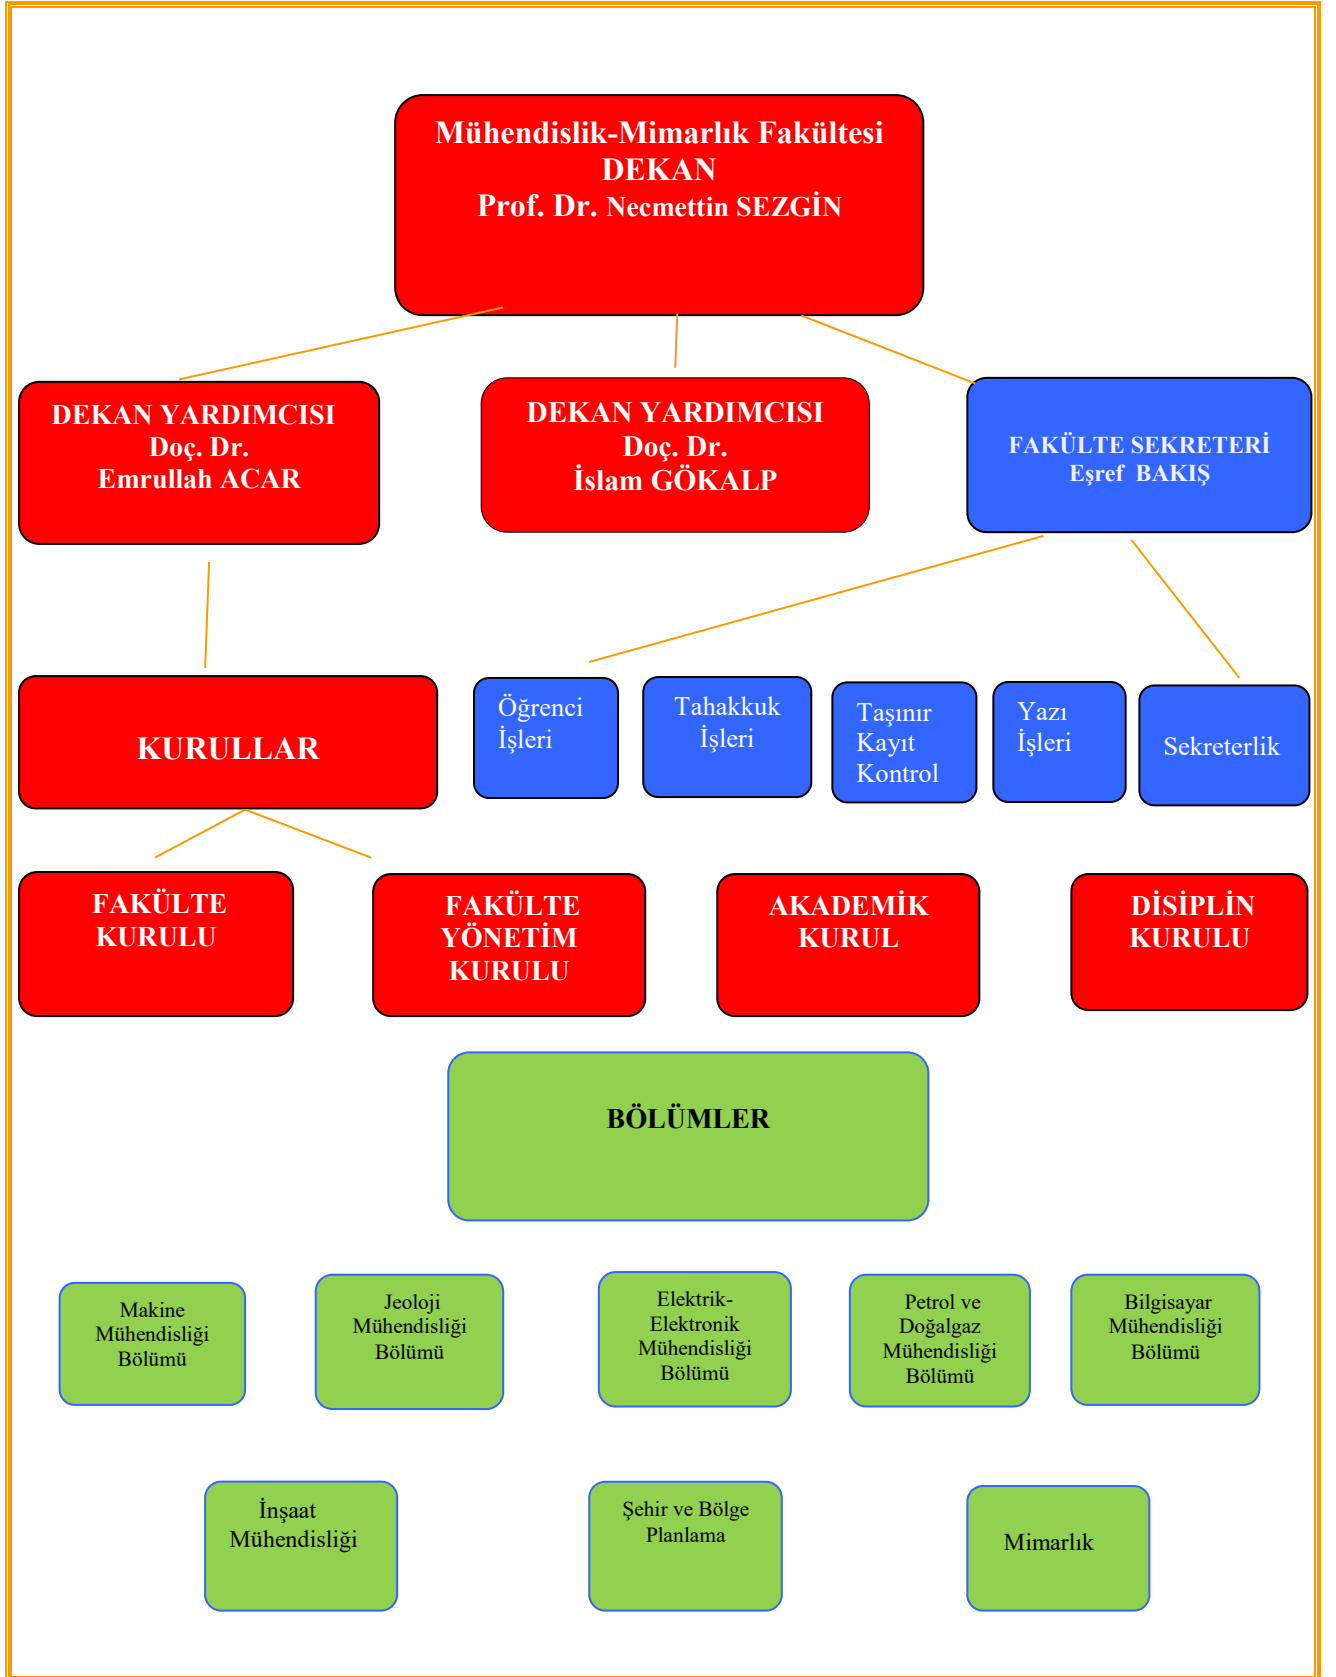 Mühendislik-Mimarlık Fakültesi
DEKAN
Prof. Dr. Necmettin SEZGİN
DEKAN YARDIMCISI
Doç. Dr.
Emrullah ACAR
DEKAN YARDIMCISI
Doç. Dr.
İslam GÖKALP
FAKÜLTE SEKRETERİ
Eşref BAKIŞ
KURULLAR
Öğrenci
İşleri
Tahakkuk
İşleri
Taşınır
Kayıt
Kontrol
Yazı
İşleri
Sekreterlik
FAKÜLTE
KURULU
FAKÜLTE
YÖNETİM
KURULU
AKADEMİK
KURUL
DİSİPLİN
KURULU
BÖLÜMLER
Makine
Mühendisliği
Bölümü
Jeoloji
Mühendisliği
Bölümü
Elektrik-
Elektronik
Mühendisliği
Bölümü
Petrol ve
Doğalgaz
Mühendisliği
Bölümü
Bilgisayar
Mühendisliği
Bölümü
İnşaat
Mühendisliği
Şehir ve Bölge
Planlama
Mimarlık